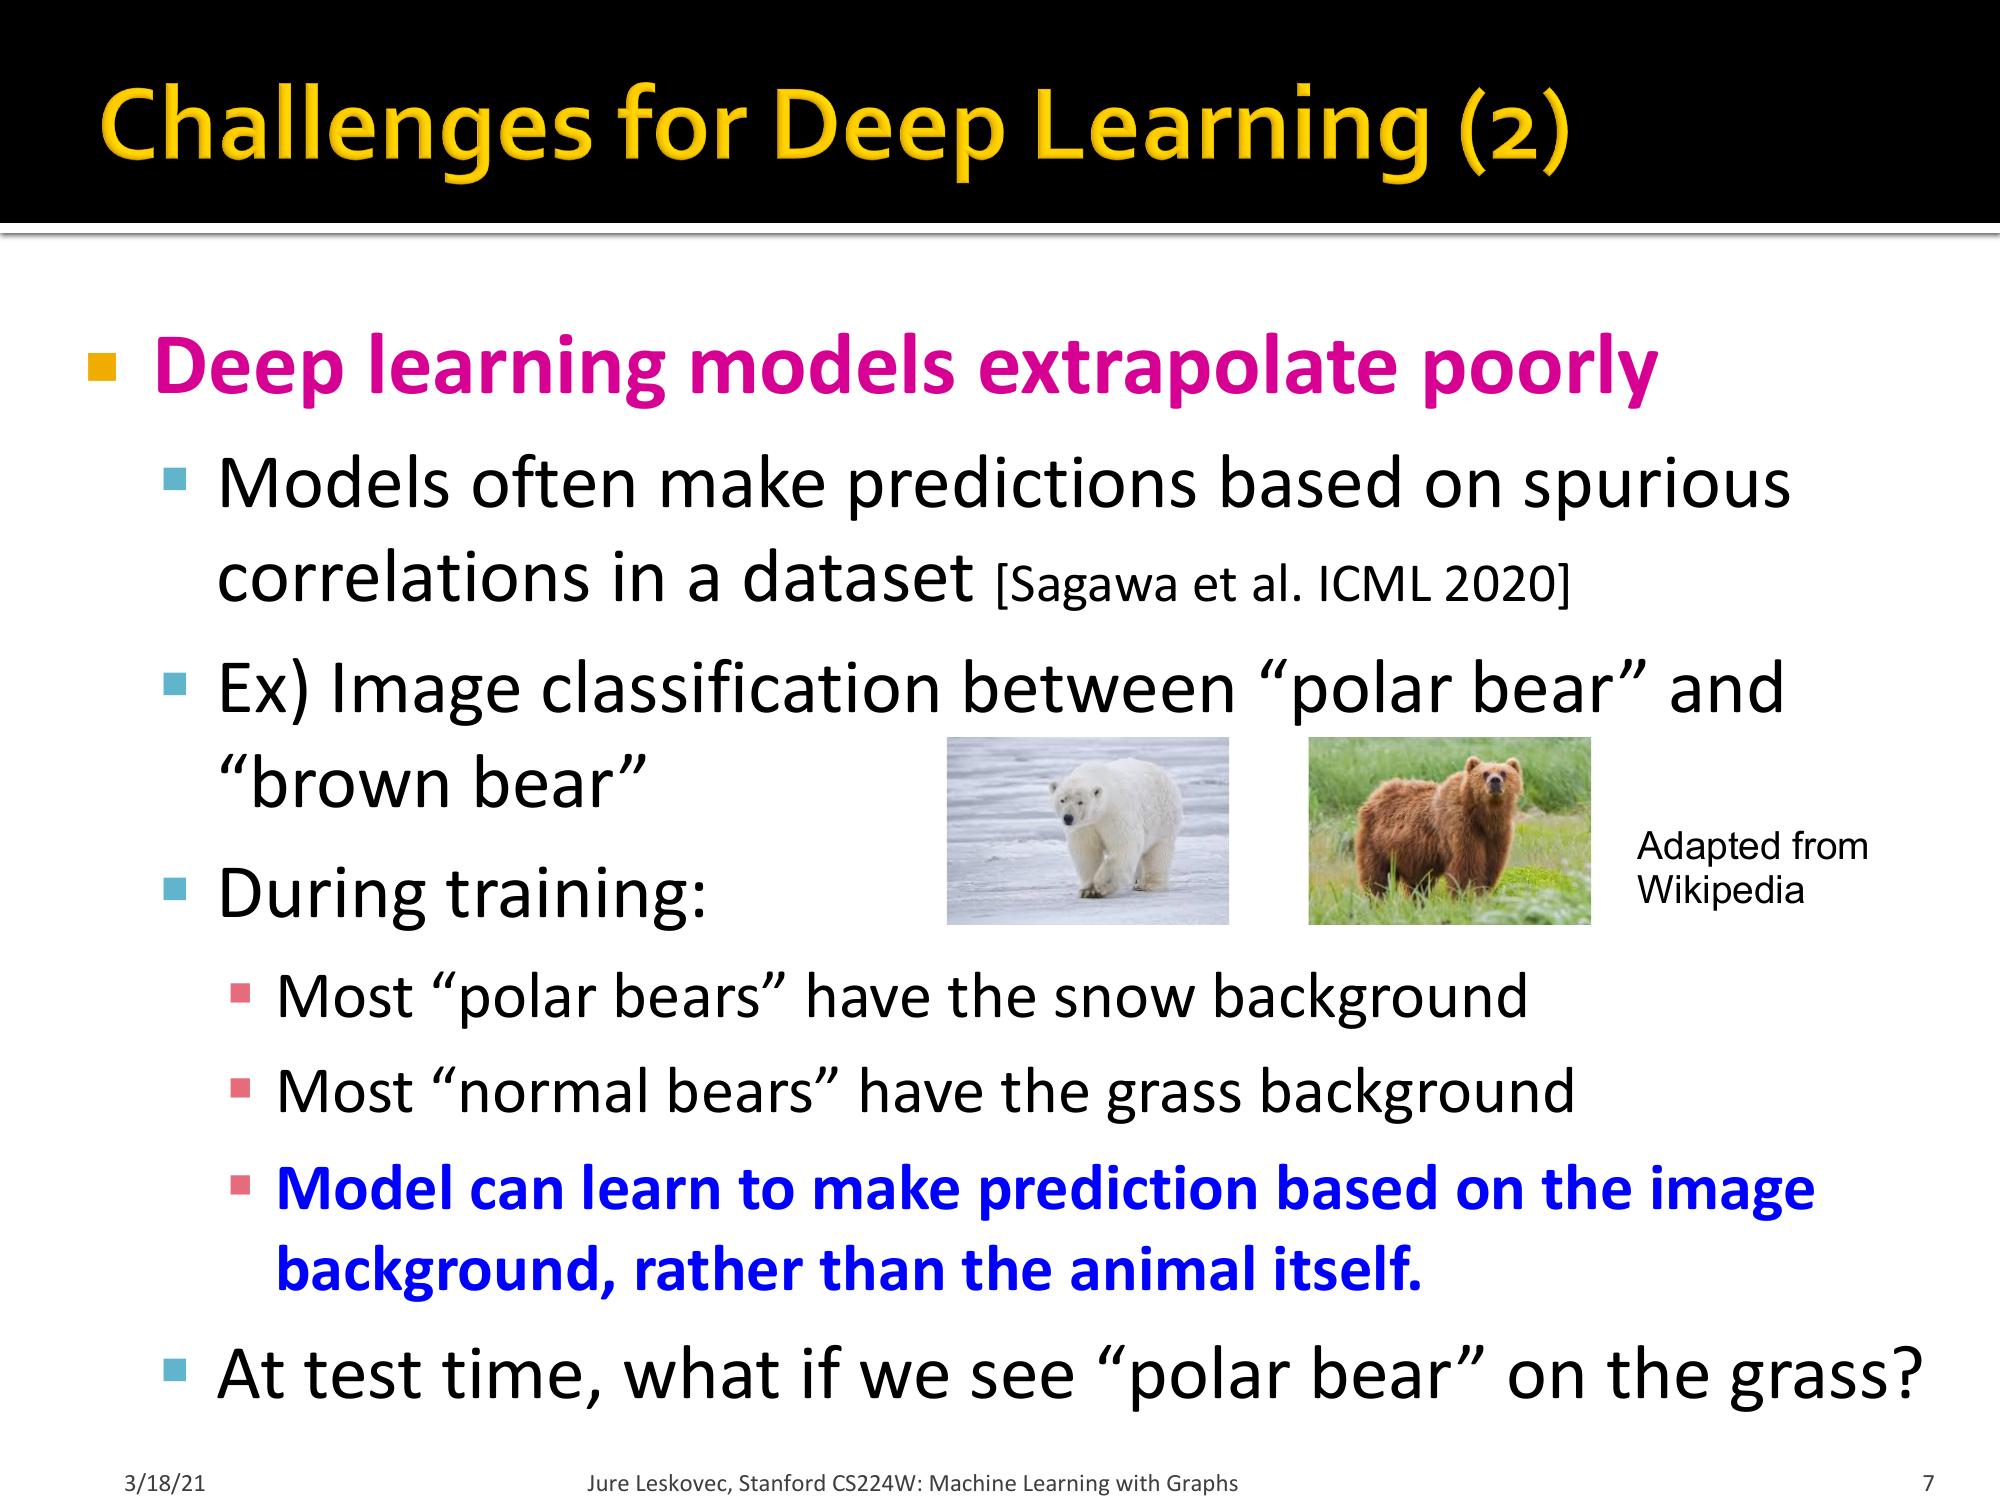 Challenges for Deep Learning (2)
Deep learning models extrapolate poorly
Models often make predictions based on spurious
correlations in a dataset [Sagawa et al. ICML 2020]
Ex) Image classification between “polar bear” and
“brown bear”
Adapted from
Wikipedia
During training:
Most “polar bears” have the snow background
Most “normal bears” have the grass background
Model can learn to make prediction based on the image
background, rather than the animal itself.
At test time, what if we see “polar bear” on the grass?
3/18/21
Jure Leskovec, Stanford CS224W: Machine Learning with Graphs
7